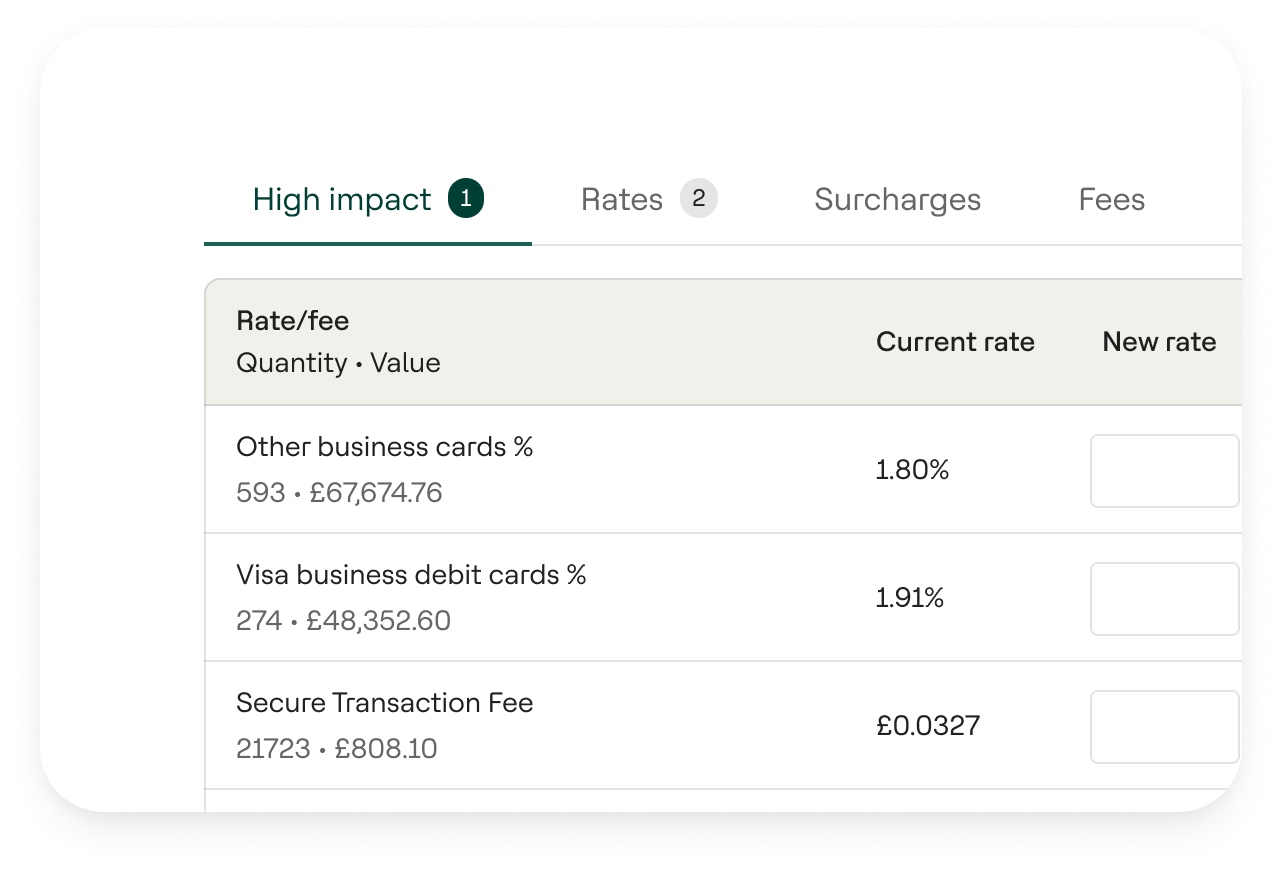 High impact 1 Rates 2 Surcharges Fees
Rate/fee
Quantity • Value
Current rate New rate
Other business cards %
593 • £67,674.76
1.80%
Visa business debit cards %
274 • £48,352.60
1.91%
Secure Transaction Fee
21723 • £808.10
£0.0327